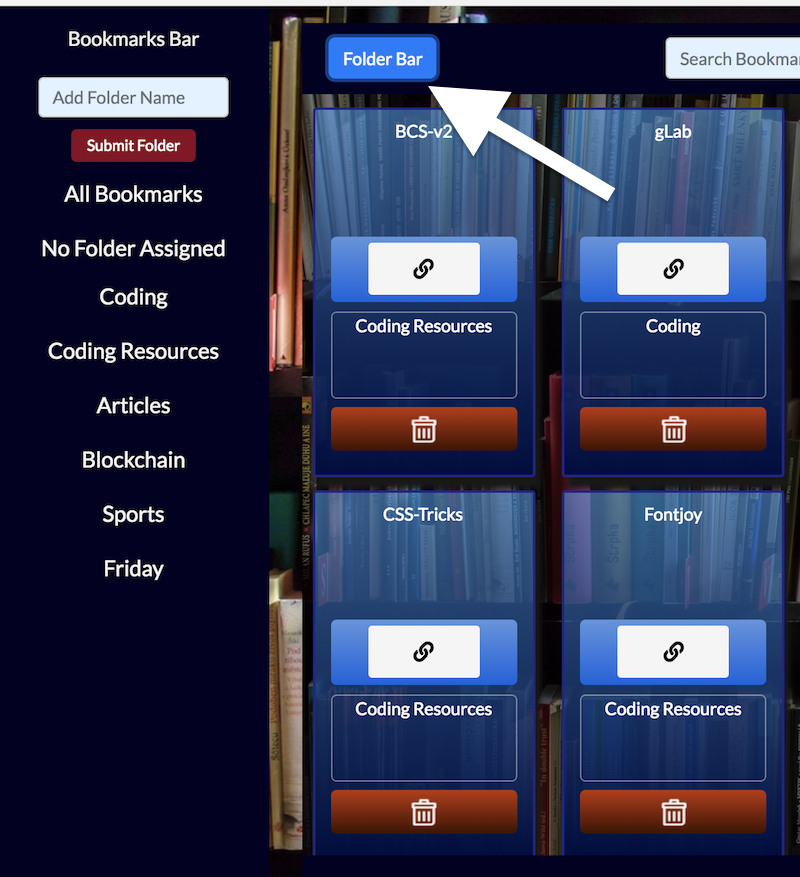 Bookmarks Bar
Add Folder Name
Submit Folder
All Bookmarks
No Folder Assigned
Coding
Coding Resources
Articles
Blockchain
Sports
Friday
Folder Bar
Search Bookmar
BCS-v2
Coding Resources
gLab
Coding
CSS-Tricks
Coding Resources
Fontjoy
Coding Resources